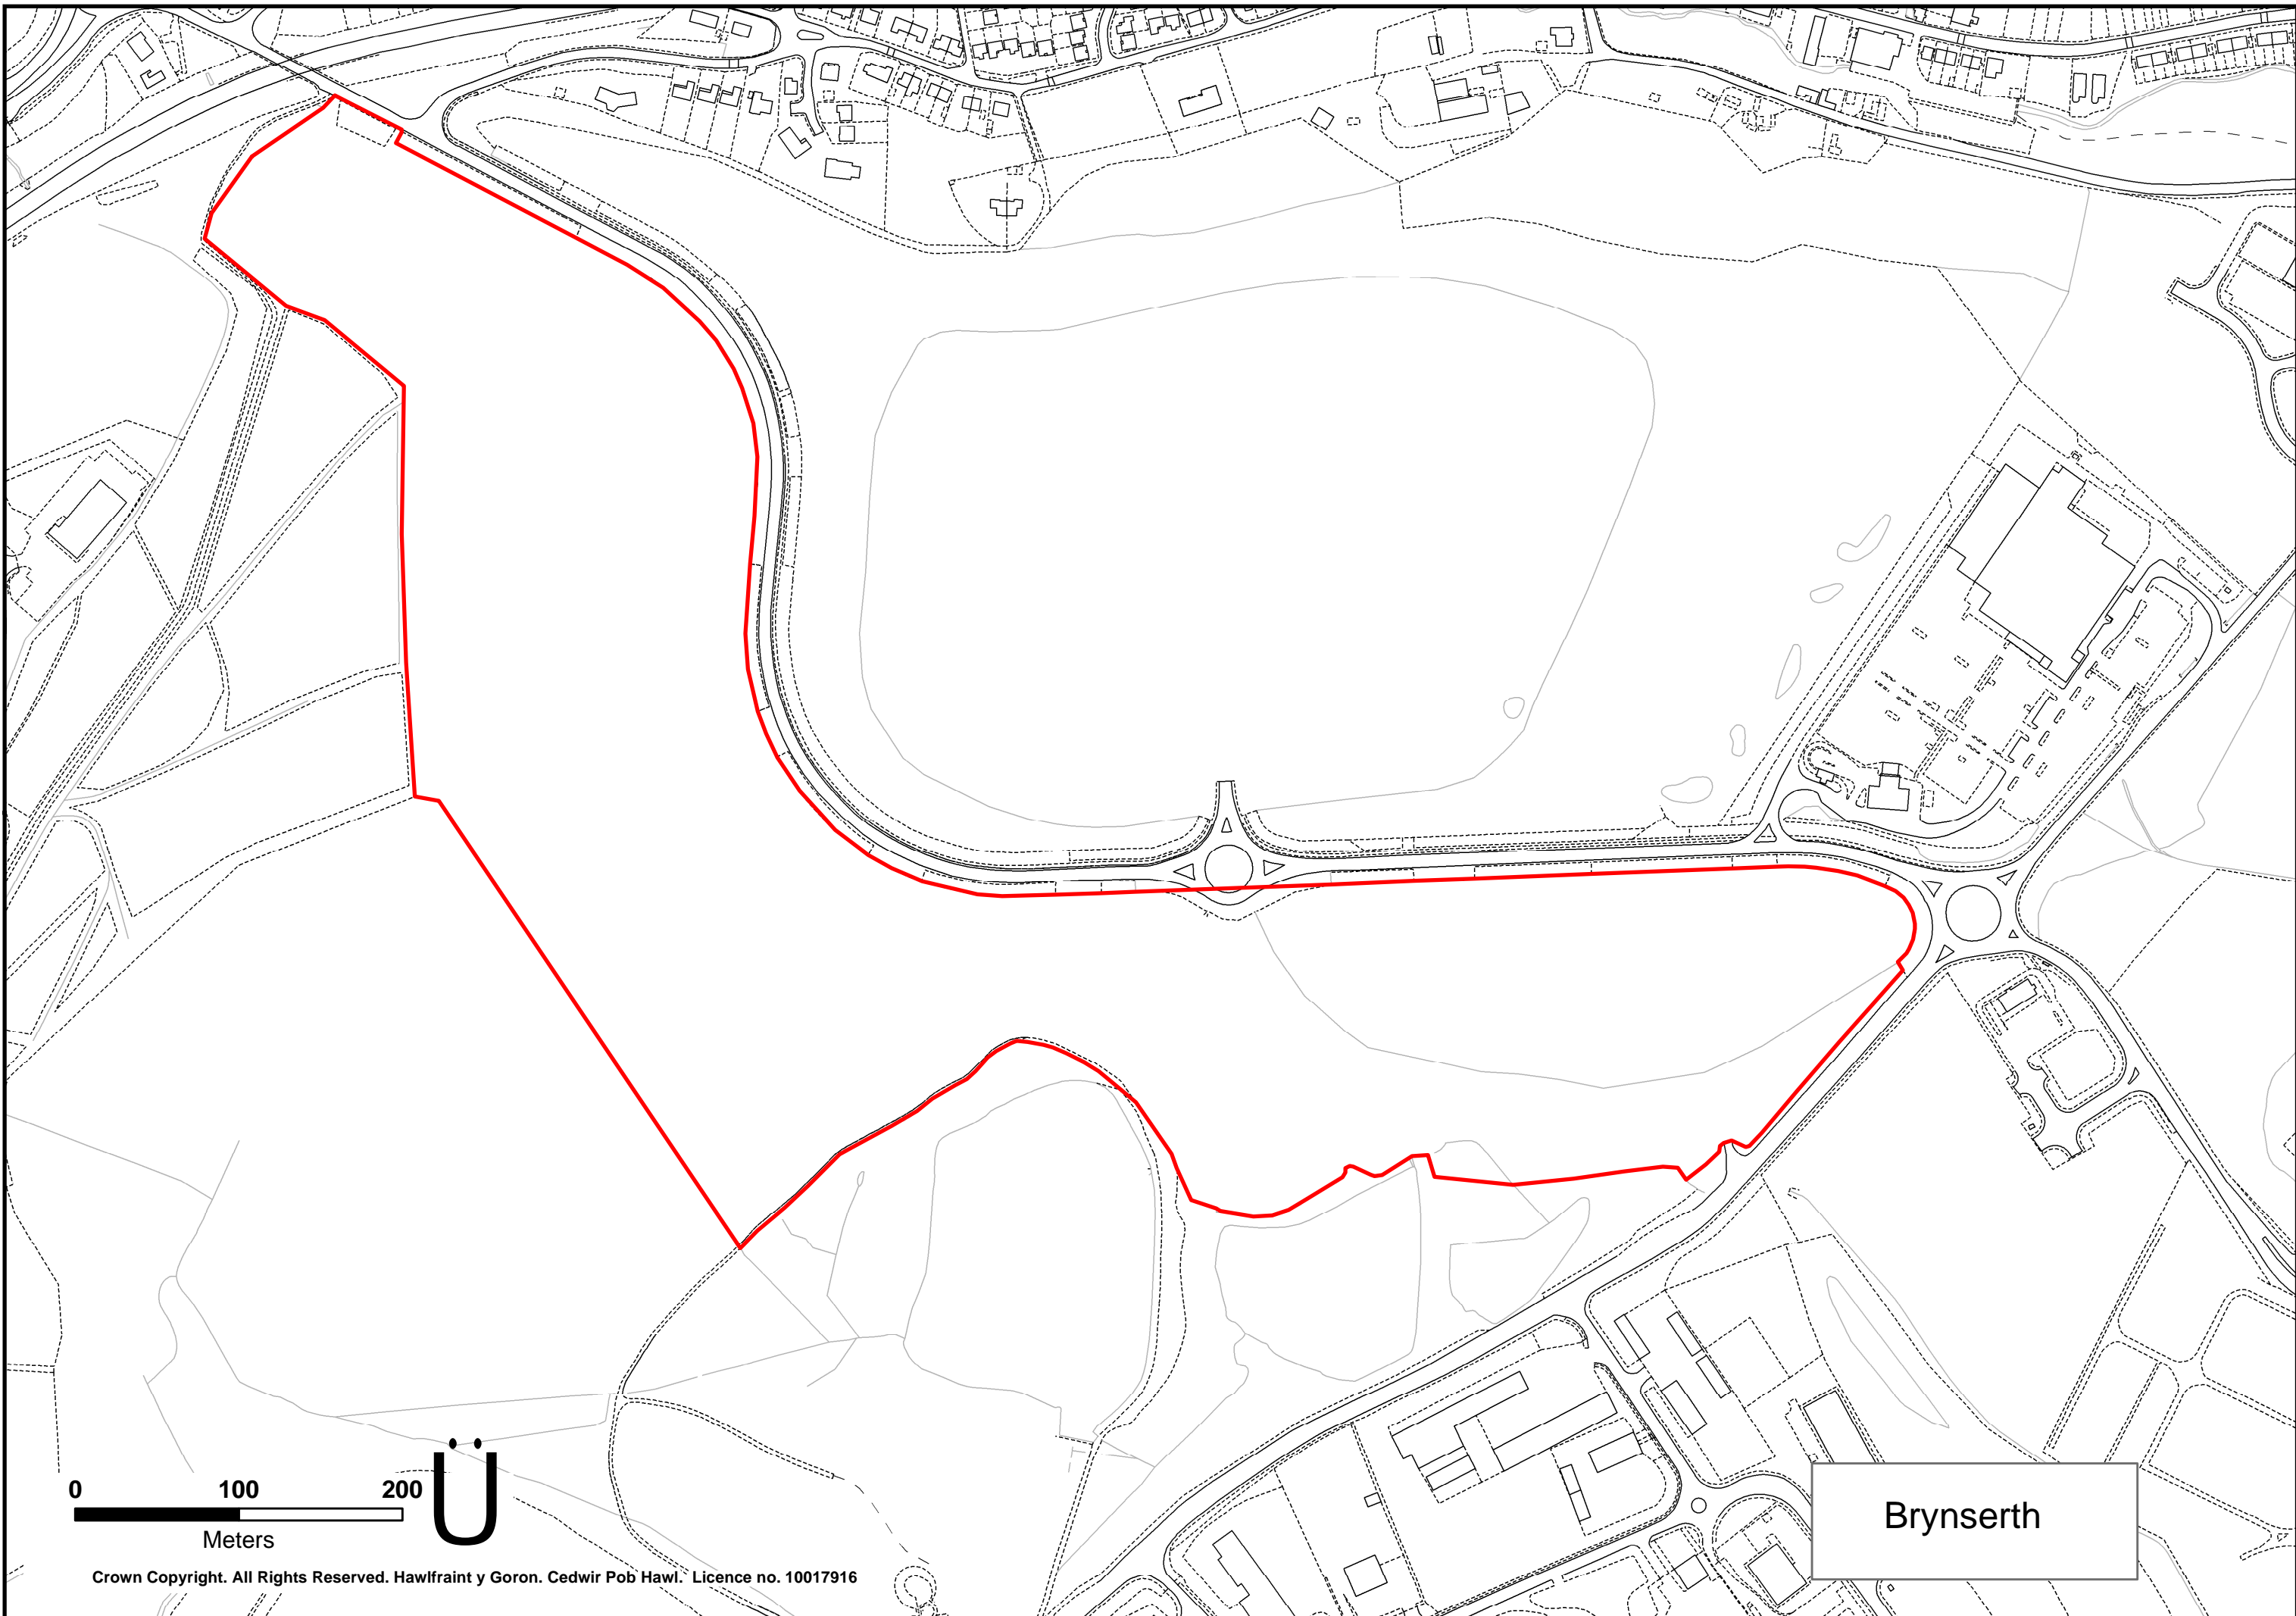 0 100 200
Ü
Meters
Crown Copyright. All Rights Reserved. Hawlfraint y Goron. Cedwir Pob Hawl. Licence no. 10017916
Brynserth